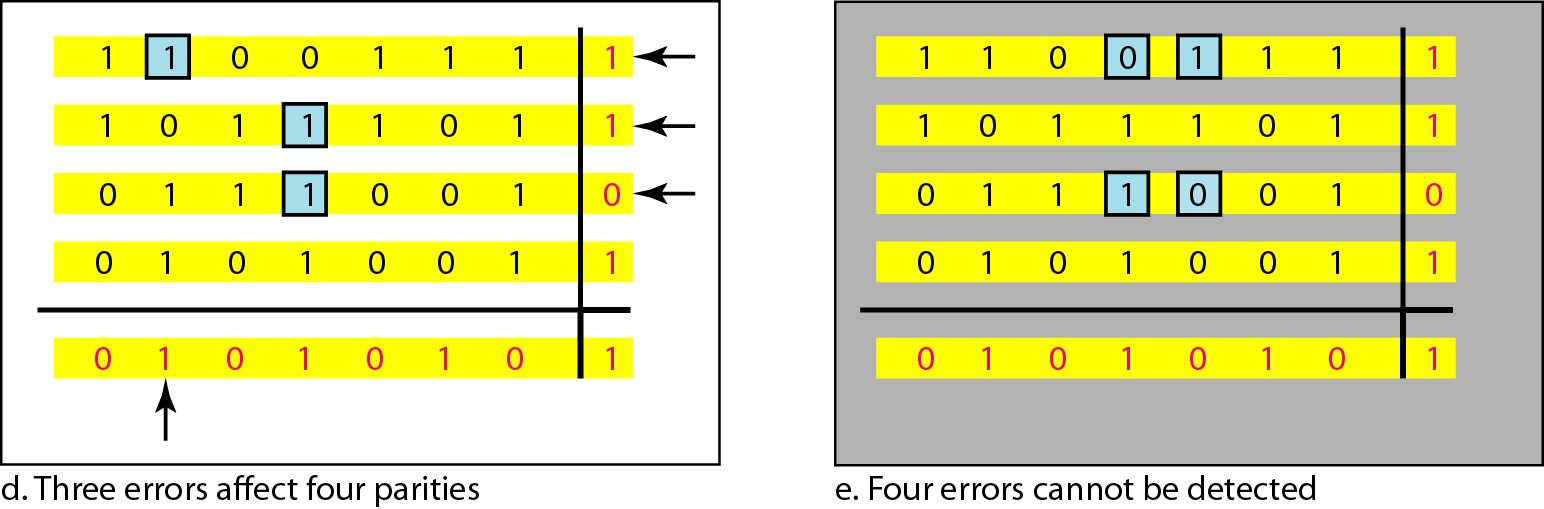 1 1 0 0 1 1 1 1
1 0 1 1 1 0 1 1
0 1 1 1 0 0 1 0
0 1 0 1 0 0 1 1
0 1 0 1 0 1 0 1
d. Three errors affect four parities
1 1 0 0 1 1 1 1
1 0 1 1 1 0 1 1
0 1 1 1 0 0 1 0
0 1 0 1 0 0 1 1
0 1 0 1 0 1 0 1
e. Four errors cannot be detected